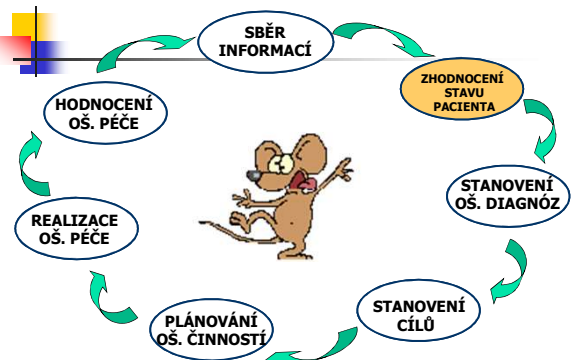 SBĚR
INFORMACÍ
ZHODNOCENÍ
STAVU
PACIENTA
STANOVENÍ
OŠ. DIAGNÓZ
STANOVENÍ
CÍLŮ
PLÁNOVÁNÍ
OŠ. ČINNOSTÍ
REALIZACE
OŠ. PÉČE
HODNOCENÍ
OŠ. PÉČE